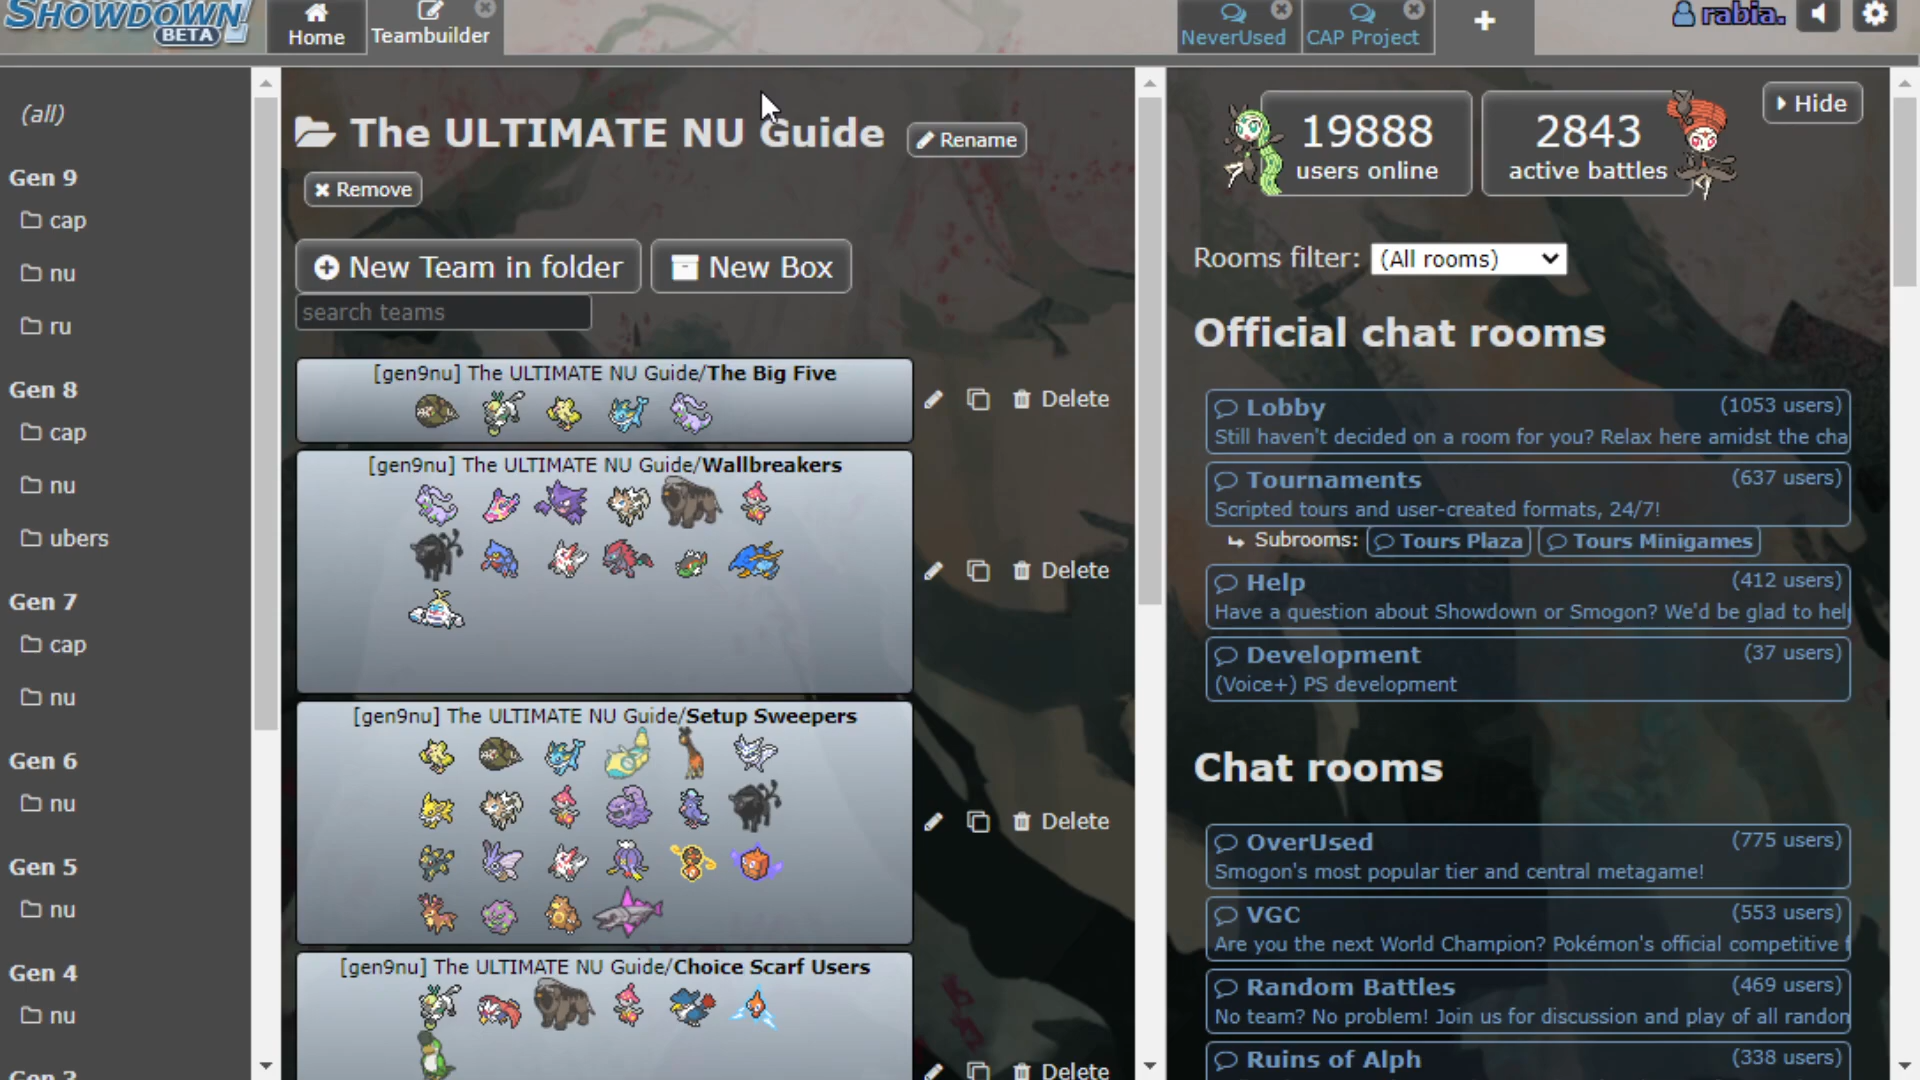 SHOWDOWN!
BETA
Home
Teambuilder
NeverUsed
CAP Project
rabia.
(all)
Gen 9
cap
nu
ru
Gen 8
cap
nu
ubers
Gen 7
cap
nu
Gen 6
nu
Gen 5
nu
Gen 4
nu
The ULTIMATE NU Guide
Rename
Remove
New Team in folder
New Box
search teams
[gen9nu] The ULTIMATE NU Guide/The Big Five
Delete
[gen9nu] The ULTIMATE NU Guide/Wallbreakers
Delete
[gen9nu] The ULTIMATE NU Guide/Setup Sweepers
Delete
[gen9nu] The ULTIMATE NU Guide/Choice Scarf Users
Delete
19888
users online
2843
active battles
Hide
Rooms filter: (All rooms)
Official chat rooms
Lobby (1053 users)
Still haven't decided on a room for you? Relax here amidst the cha
Tournaments (637 users)
Scripted tours and user-created formats, 24/7!
Subrooms: Tours Plaza Tours Minigames
Help (412 users)
Have a question about Showdown or Smogon? We'd be glad to hel
Development (37 users)
(Voice+) PS development
Chat rooms
OverUsed (775 users)
Smogon's most popular tier and central metagame!
VGC (553 users)
Are you the next World Champion? Pokémon's official competitive
Random Battles (469 users)
No team? No problem! Join us for discussion and play of all random
Ruins of Alph (338 users)